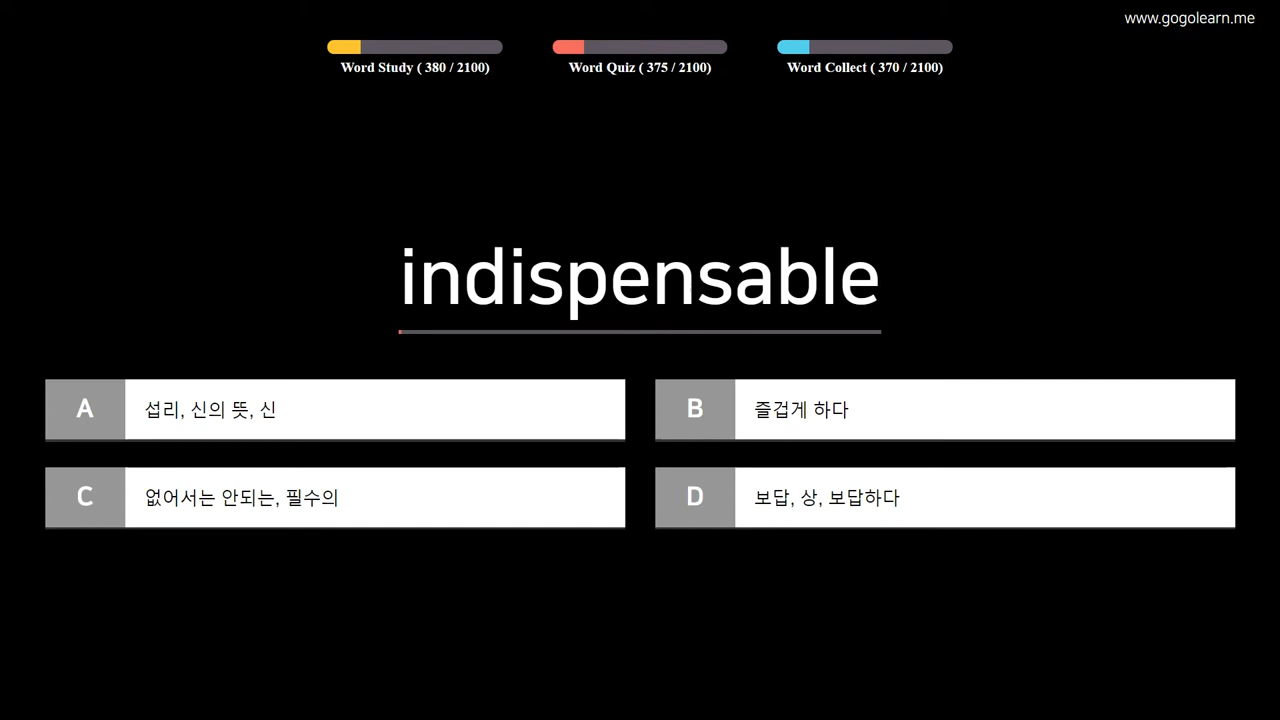 www.gogolearn.me
Word Study ( 380 / 2100)
Word Quiz ( 375 / 2100)
Word Collect ( 370 / 2100)
indispensable
A 섭리, 신의 뜻, 신
B 즐겁게 하다
C 없어서는 안되는, 필수의
D 보답, 상, 보답하다